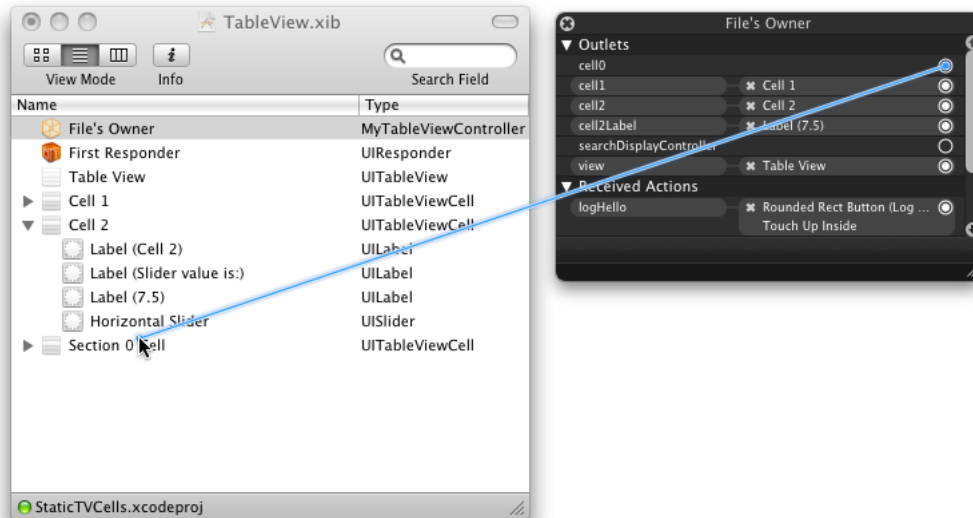 TableView.xib
View Mode Info Search Field
Name Type
File's Owner MyTableViewController
First Responder UIResponder
Table View UITableView
Cell 1 UITableViewCell
Cell 2 UITableViewCell
Label (Cell 2) UILabel
Label (Slider value is:) UILabel
Label (7.5) UILabel
Horizontal Slider UISlider
Section 0 Cell UITableViewCell
StaticTVCells.xcodeproj
File's Owner
Outlets
cell0
cell1 Cell 1
cell2 Cell 2
cell2Label Label (7.5)
searchDisplayController
view Table View
Received Actions
logHello Rounded Rect Button (Log ...
Touch Up Inside